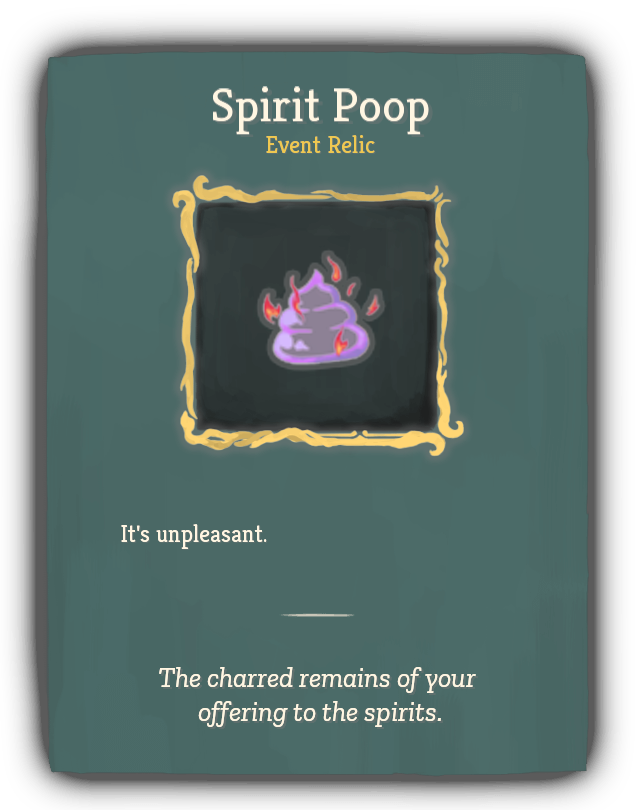 Spirit Poop
Event Relic
It's unpleasant.
The charred remains of your
offering to the spirits.